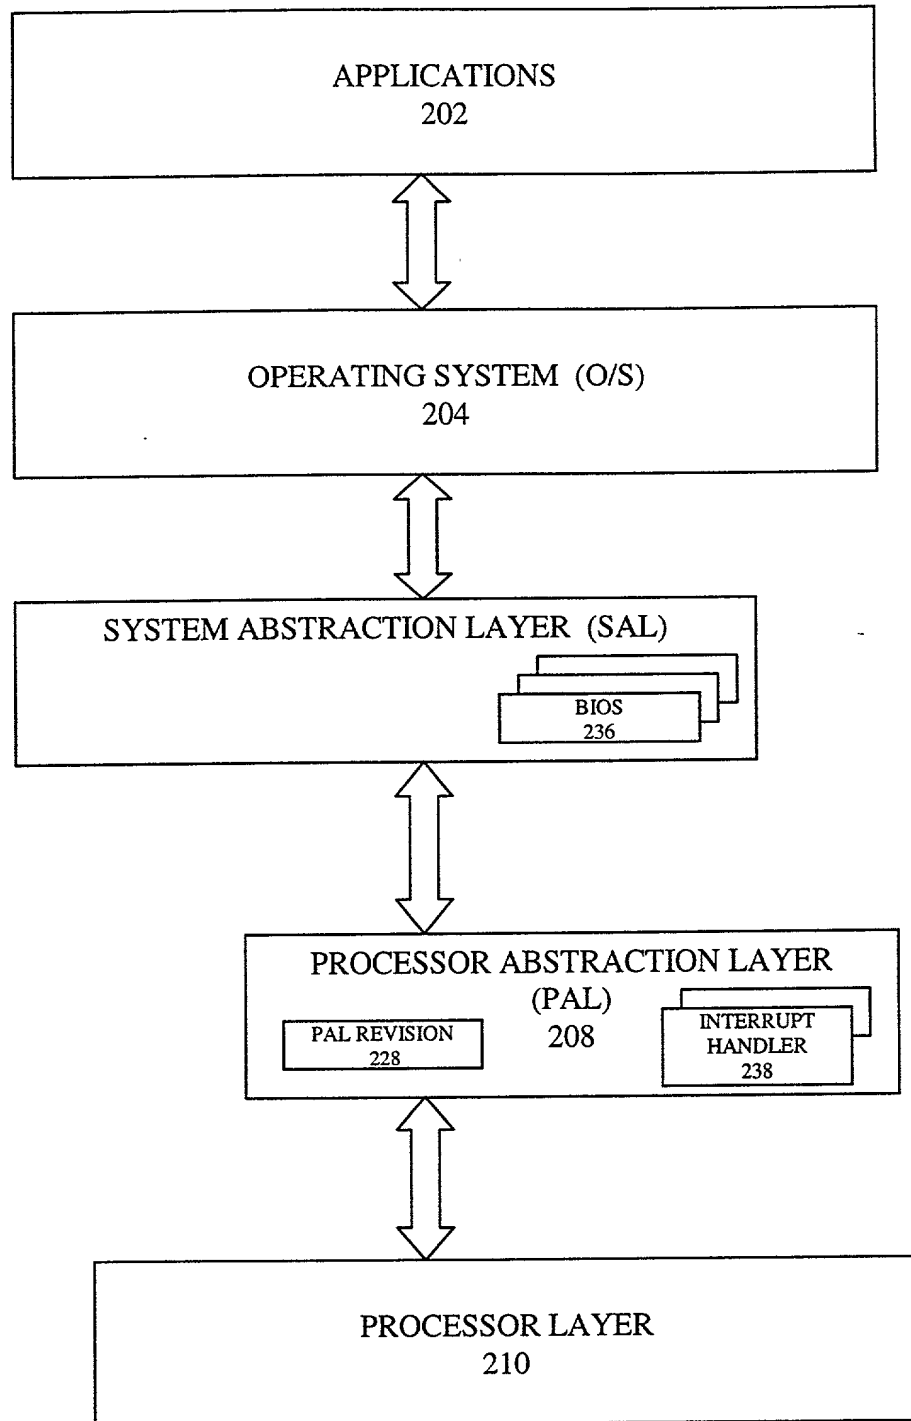 APPLICATIONS
202
OPERATING SYSTEM (O/S)
204
SYSTEM ABSTRACTION LAYER (SAL)
BIOS
236
PROCESSOR ABSTRACTION LAYER
(PAL)
208
PAL REVISION
228
INTERRUPT
HANDLER
238
PROCESSOR LAYER
210